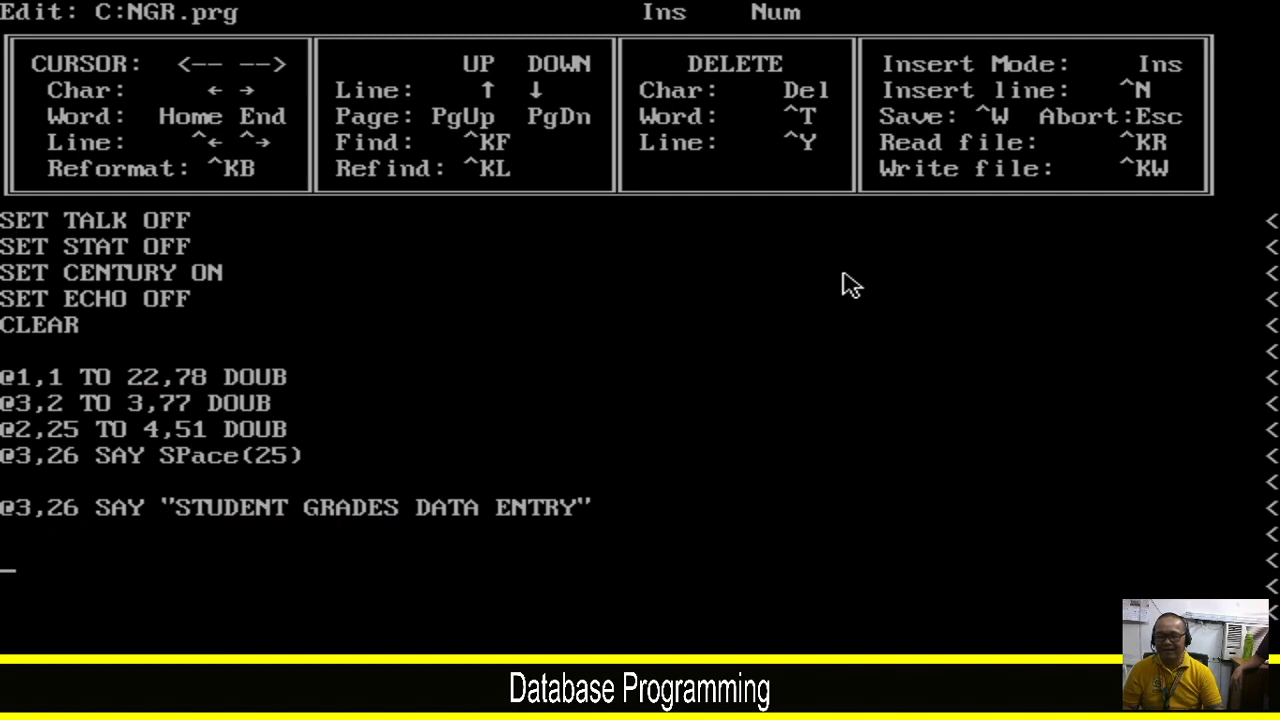 Edit: C:NGR.prg Ins Num
CURSOR: <-- --> UP DOWN DELETE Insert Mode: Ins
Char: ← → Line: ↑ ↓ Char: Del Insert line: ^N
Word: Home End Page: PgUp PgDn Word: ^T Save: ^W Abort:Esc
Line: ^← ^→ Find: ^KF Line: ^Y Read file: ^KR
Reformat: ^KB Refind: ^KL Write file: ^KW
SET TALK OFF <
SET STAT OFF <
SET CENTURY ON <
SET ECHO OFF <
CLEAR <
<
@1,1 TO 22,78 DOUB <
@3,2 TO 3,77 DOUB <
@2,25 TO 4,51 DOUB <
@3,26 SAY SPace(25) <
<
@3,26 SAY "STUDENT GRADES DATA ENTRY" <
<
_ <
<
<
Database Programming